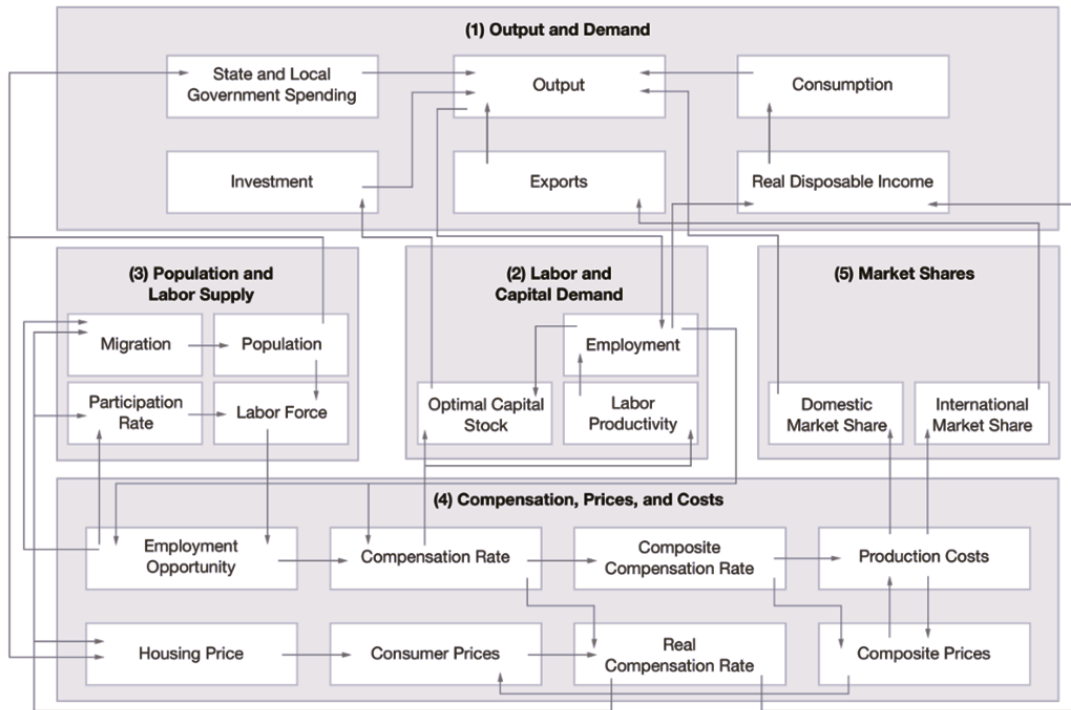 (1) Output and Demand
State and Local
Government Spending
Output
Consumption
Investment
Exports
Real Disposable Income
(3) Population and
Labor Supply
Migration
Population
Participation
Rate
Labor Force
(2) Labor and
Capital Demand
Employment
Optimal Capital
Stock
Labor
Productivity
(5) Market Shares
Domestic
Market Share
International
Market Share
(4) Compensation, Prices, and Costs
Employment
Opportunity
Compensation Rate
Composite
Compensation Rate
Production Costs
Housing Price
Consumer Prices
Real
Compensation Rate
Composite Prices